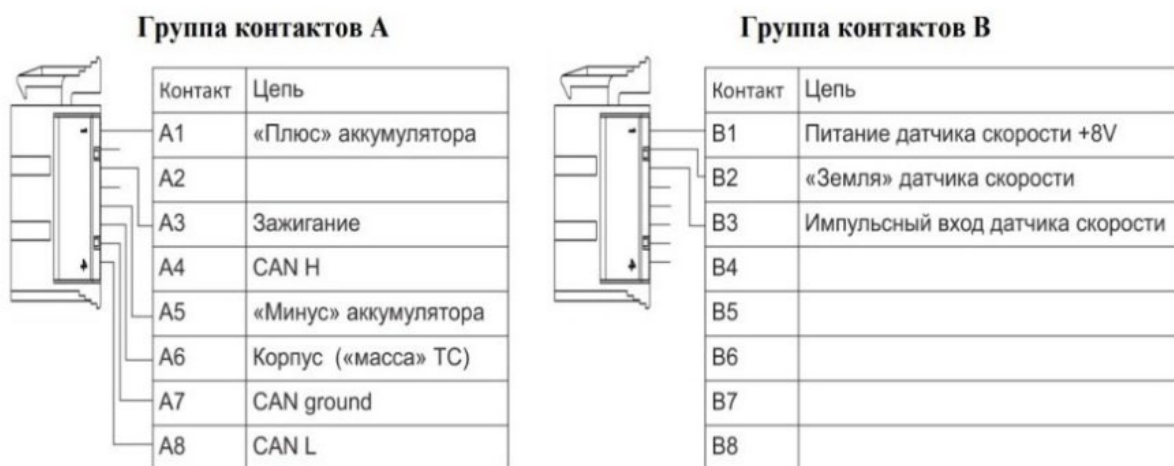 Группа контактов А
Контакт Цепь
A1 «Плюс» аккумулятора
A2
A3 Зажигание
A4 CAN H
A5 «Минус» аккумулятора
A6 Корпус («масса» ТС)
A7 CAN ground
A8 CAN L
Группа контактов В
Контакт Цепь
B1 Питание датчика скорости +8V
B2 «Земля» датчика скорости
B3 Импульсный вход датчика скорости
B4
B5
B6
B7
B8